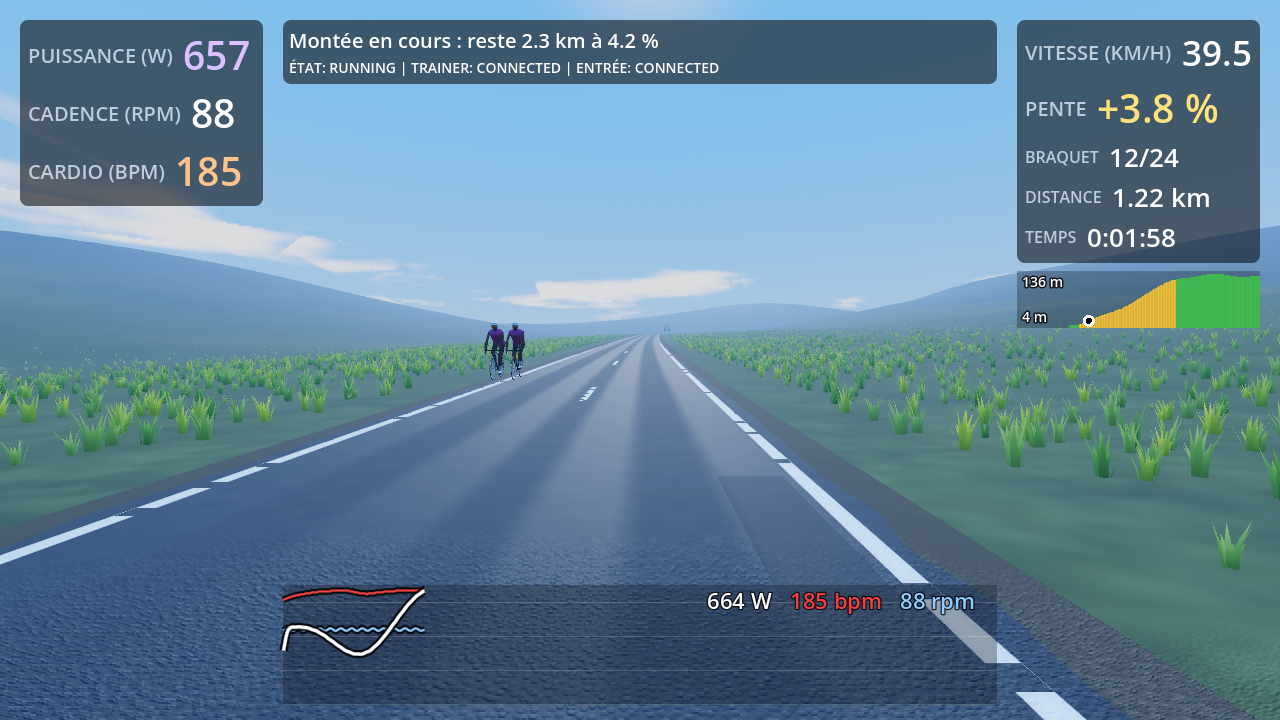 PUISSANCE (W) 657
CADENCE (RPM) 88
CARDIO (BPM) 185
Montée en cours : reste 2.3 km à 4.2 %
ÉTAT: RUNNING | TRAINER: CONNECTED | ENTRÉE: CONNECTED
VITESSE (KM/H) 39.5
PENTE +3.8 %
BRAQUET 12/24
DISTANCE 1.22 km
TEMPS 0:01:58
136 m
4 m
664 W 185 bpm 88 rpm